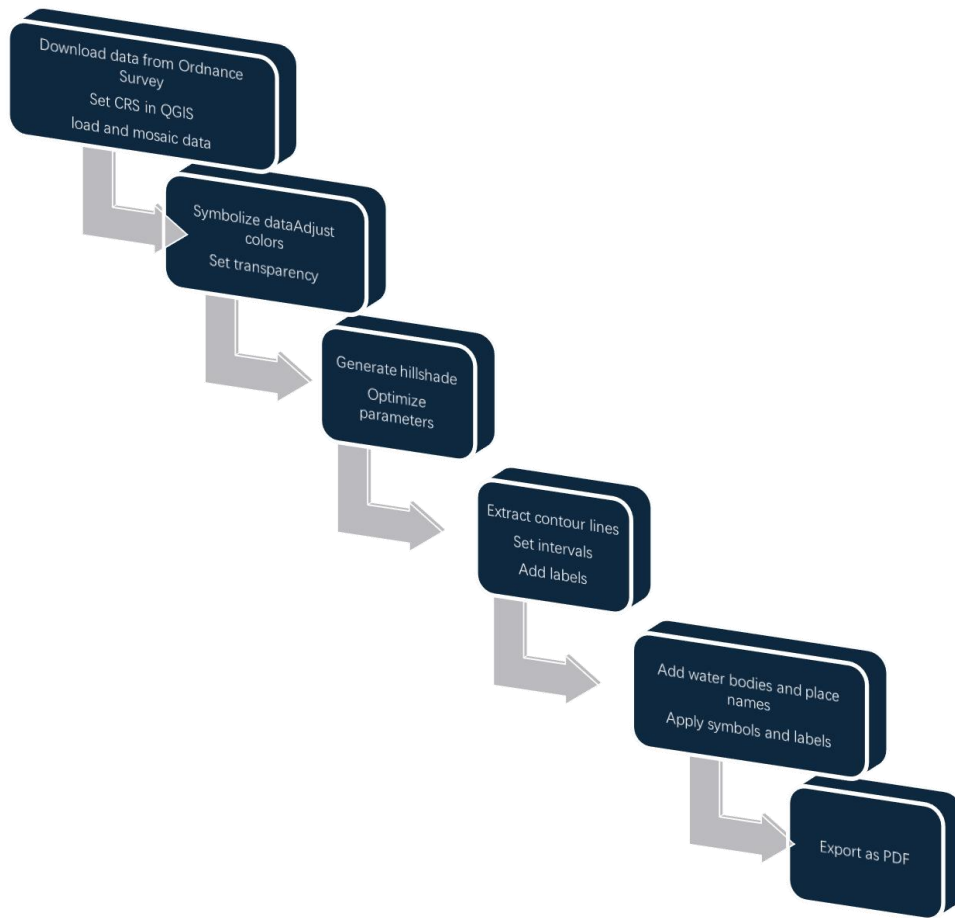 Download data from Ordnance
Survey
Set CRS in QGIS
load and mosaic data
Symbolize dataAdjust
colors
Set transparency
Generate hillshade
Optimize
parameters
Extract contour lines
Set intervals
Add labels
Add water bodies and place
names
Apply symbols and labels
Export as PDF